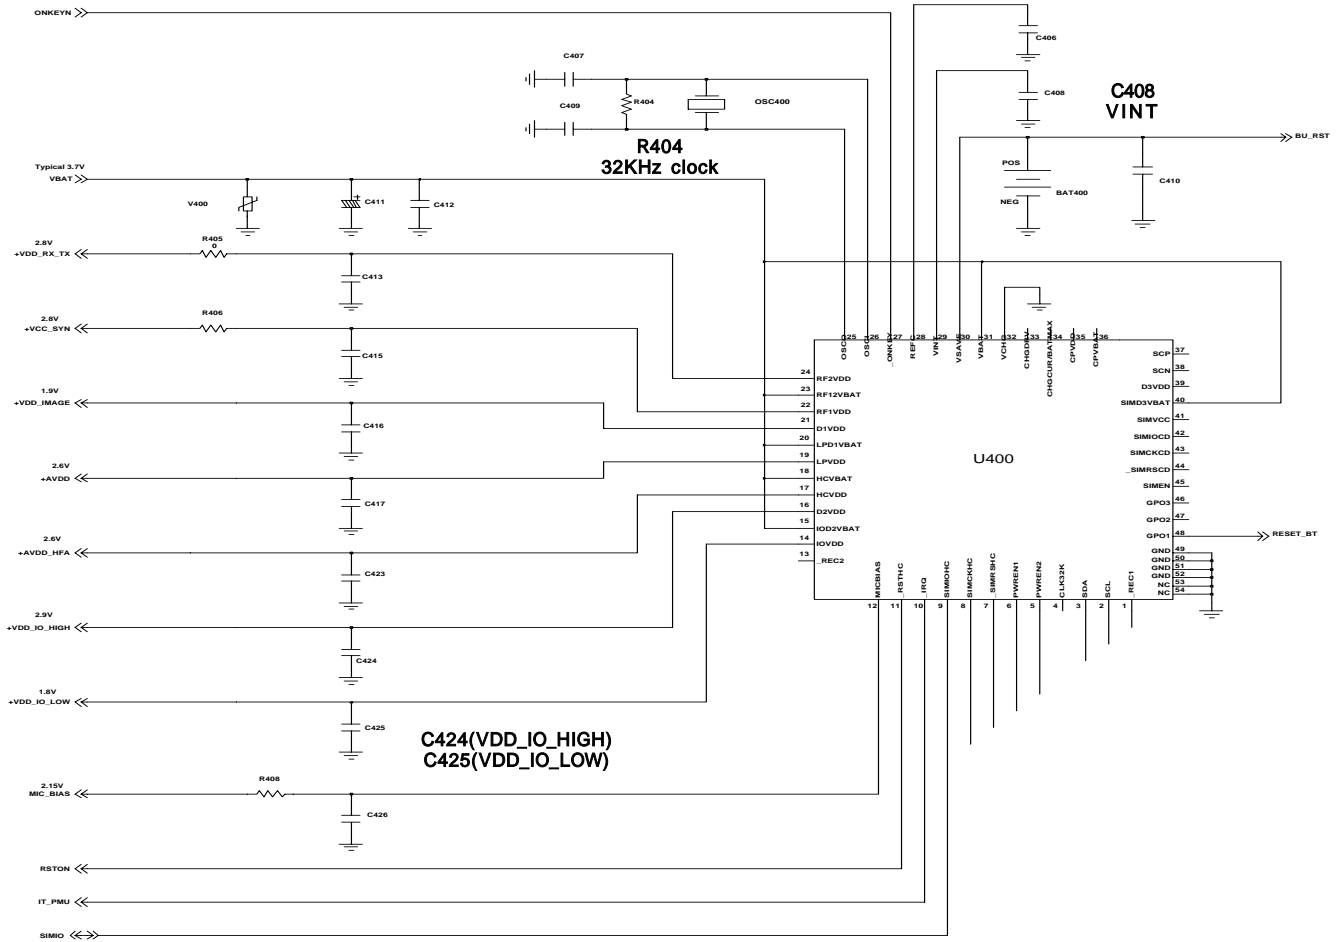 ONKEYN
C406
C407
C408
C408
VINT
C409
R404
OSC400
R404
32KHz clock
BU_RST
Typical 3.7V
VBAT
POS
NEG
BAT400
C410
V400
C411
+
C412
2.8V
+VDD_RX_TX
R405
0
C413
2.8V
+VCC_SYN
R406
C415
1.9V
+VDD_IMAGE
C416
2.6V
+AVDD
C417
2.6V
+AVDD_HFA
C423
2.9V
+VDD_IO_HIGH
C424
1.8V
+VDD_IO_LOW
C425
C424(VDD_IO_HIGH)
C425(VDD_IO_LOW)
2.15V
MIC_BIAS
R408
C426
RSTON
IT_PMU
SIMIO
U400
25
26
27
28
29
30
31
32
33
34
35
36
_ONKEY
REFC
VINT
VSAVE
VBAT
VCHG
CHGDRV
CHGCUR/BATMAX
CPVDD
CPVBAT
24 RF2VDD
23 RF12VBAT
22 RF1VDD
21 D1VDD
20 LPD1VBAT
19 LPVDD
18 HCVBAT
17 HCVDD
16 D2VDD
15 IOD2VBAT
14 IOVDD
13 _REC2
SCP 37
SCN 38
D3VDD 39
SIMD3VBAT 40
SIMVCC 41
SIMIOCD 42
SIMCKCD 43
_SIMRSCD 44
SIMEN 45
GPO3 46
GPO2 47
GPO1 48
RESET_BT
GND 49
GND 50
GND 51
GND 52
NC 53
NC 54
MICBIAS
_RSTHC
_IRQ
SIMIOHC
SIMCKHC
_SIMRSHC
PWREN1
PWREN2
CLK32K
SDA
SCL
_REC1
12
11
10
9
8
7
6
5
4
3
2
1